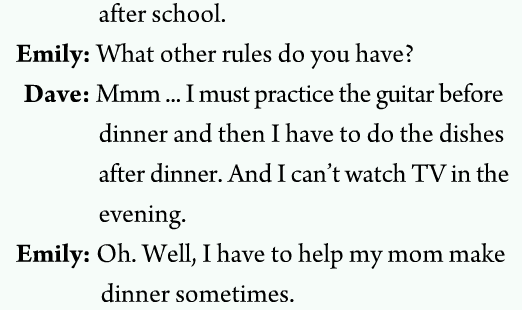 after school.
Emily: What other rules do you have?
Dave: Mmm ... I must practice the guitar before
dinner and then I have to do the dishes
after dinner. And I can't watch TV in the
evening.
Emily: Oh. Well, I have to help my mom make
dinner sometimes.